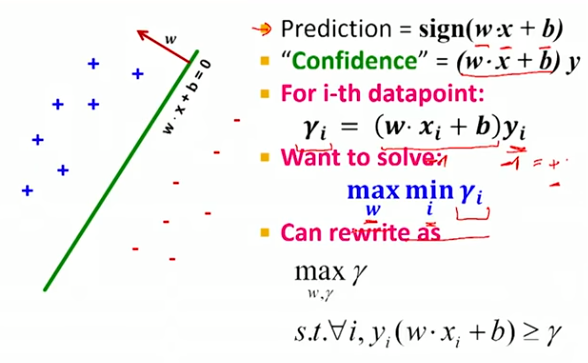 w
w · x + b = 0
Prediction = sign(w·x + b)
"Confidence" = (w· x + b) y
For i-th datapoint:
γᵢ = (w· xᵢ + b)yᵢ
Want to solve:
max min γᵢ
w i
Can rewrite as
max γ
w,γ
s.t.∀i, yᵢ(w·xᵢ + b) ≥ γ